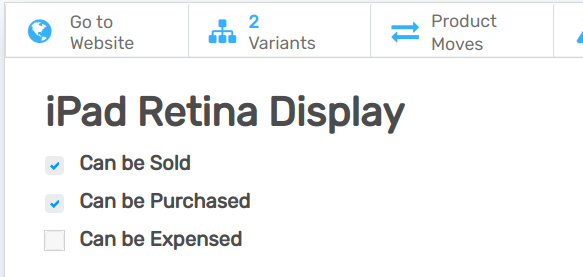 Go to
Website
2
Variants
Product
Moves
iPad Retina Display
Can be Sold
Can be Purchased
Can be Expensed